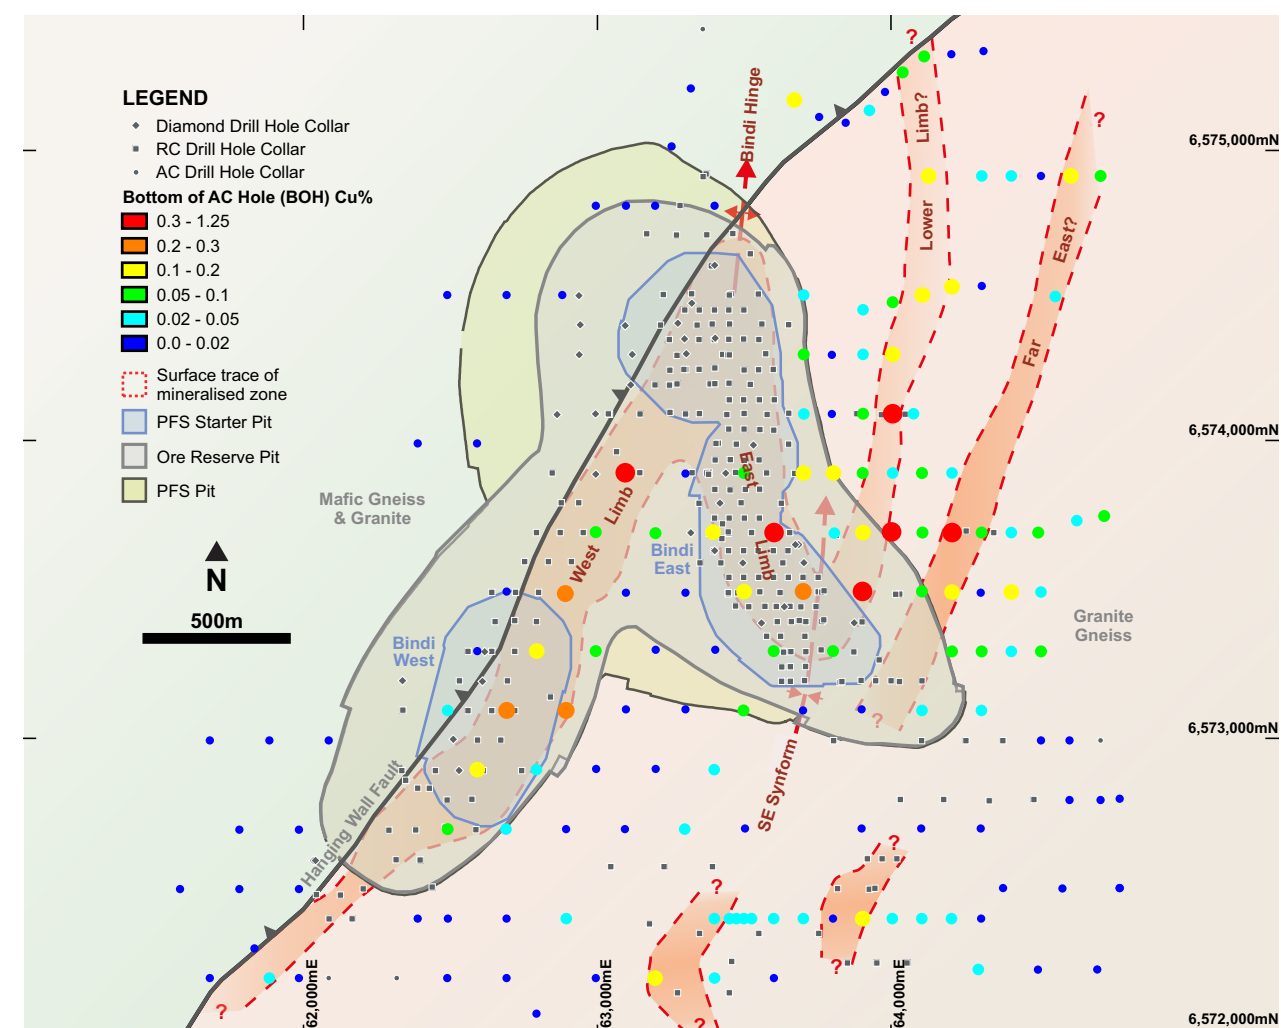 LEGEND
Diamond Drill Hole Collar
RC Drill Hole Collar
AC Drill Hole Collar
Bottom of AC Hole (BOH) Cu%
0.3 - 1.25
0.2 - 0.3
0.1 - 0.2
0.05 - 0.1
0.02 - 0.05
0.0 - 0.02
Surface trace of
mineralised zone
PFS Starter Pit
Ore Reserve Pit
PFS Pit
Mafic Gneiss
& Granite
N
500m
Bindi Hinge
?
Lower Limb?
?
Far East?
6,575,000mN
6,574,000mN
East Limb
West Limb
Bindi
East
Bindi
West
Granite
Gneiss
?
SE Synform
6,573,000mN
Hanging Wall Fault
?
?
?
?
?
62,000mE
63,000mE
64,000mE
6,572,000mN